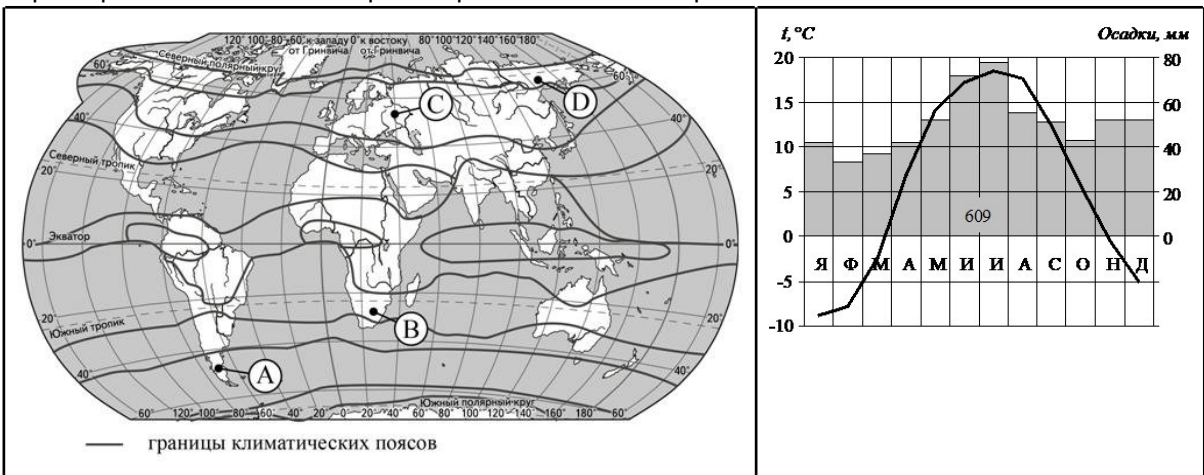 120° 100° 80° 60° к западу 0° к востоку 80° 100° 120° 140° 160° 180°
от Гринвича от Гринвича
Северный полярный круг
60° 60°
40° 40°
C D
Северный тропик
20° 20°
Экватор 0° 0°
20° 20°
Южный тропик
B
40° A 40°
Южный полярный круг
60° 120° 100° 80° 60° 40° 20° 0 20° 40° 60° 80° 100° 120° 140° 160° 180° 60°
границы климатических поясов
t, °C Осадки, мм
20 80
15 60
10 40
5 20
609
0 0
Я Ф М А М И И А С О Н Д
-5
-10